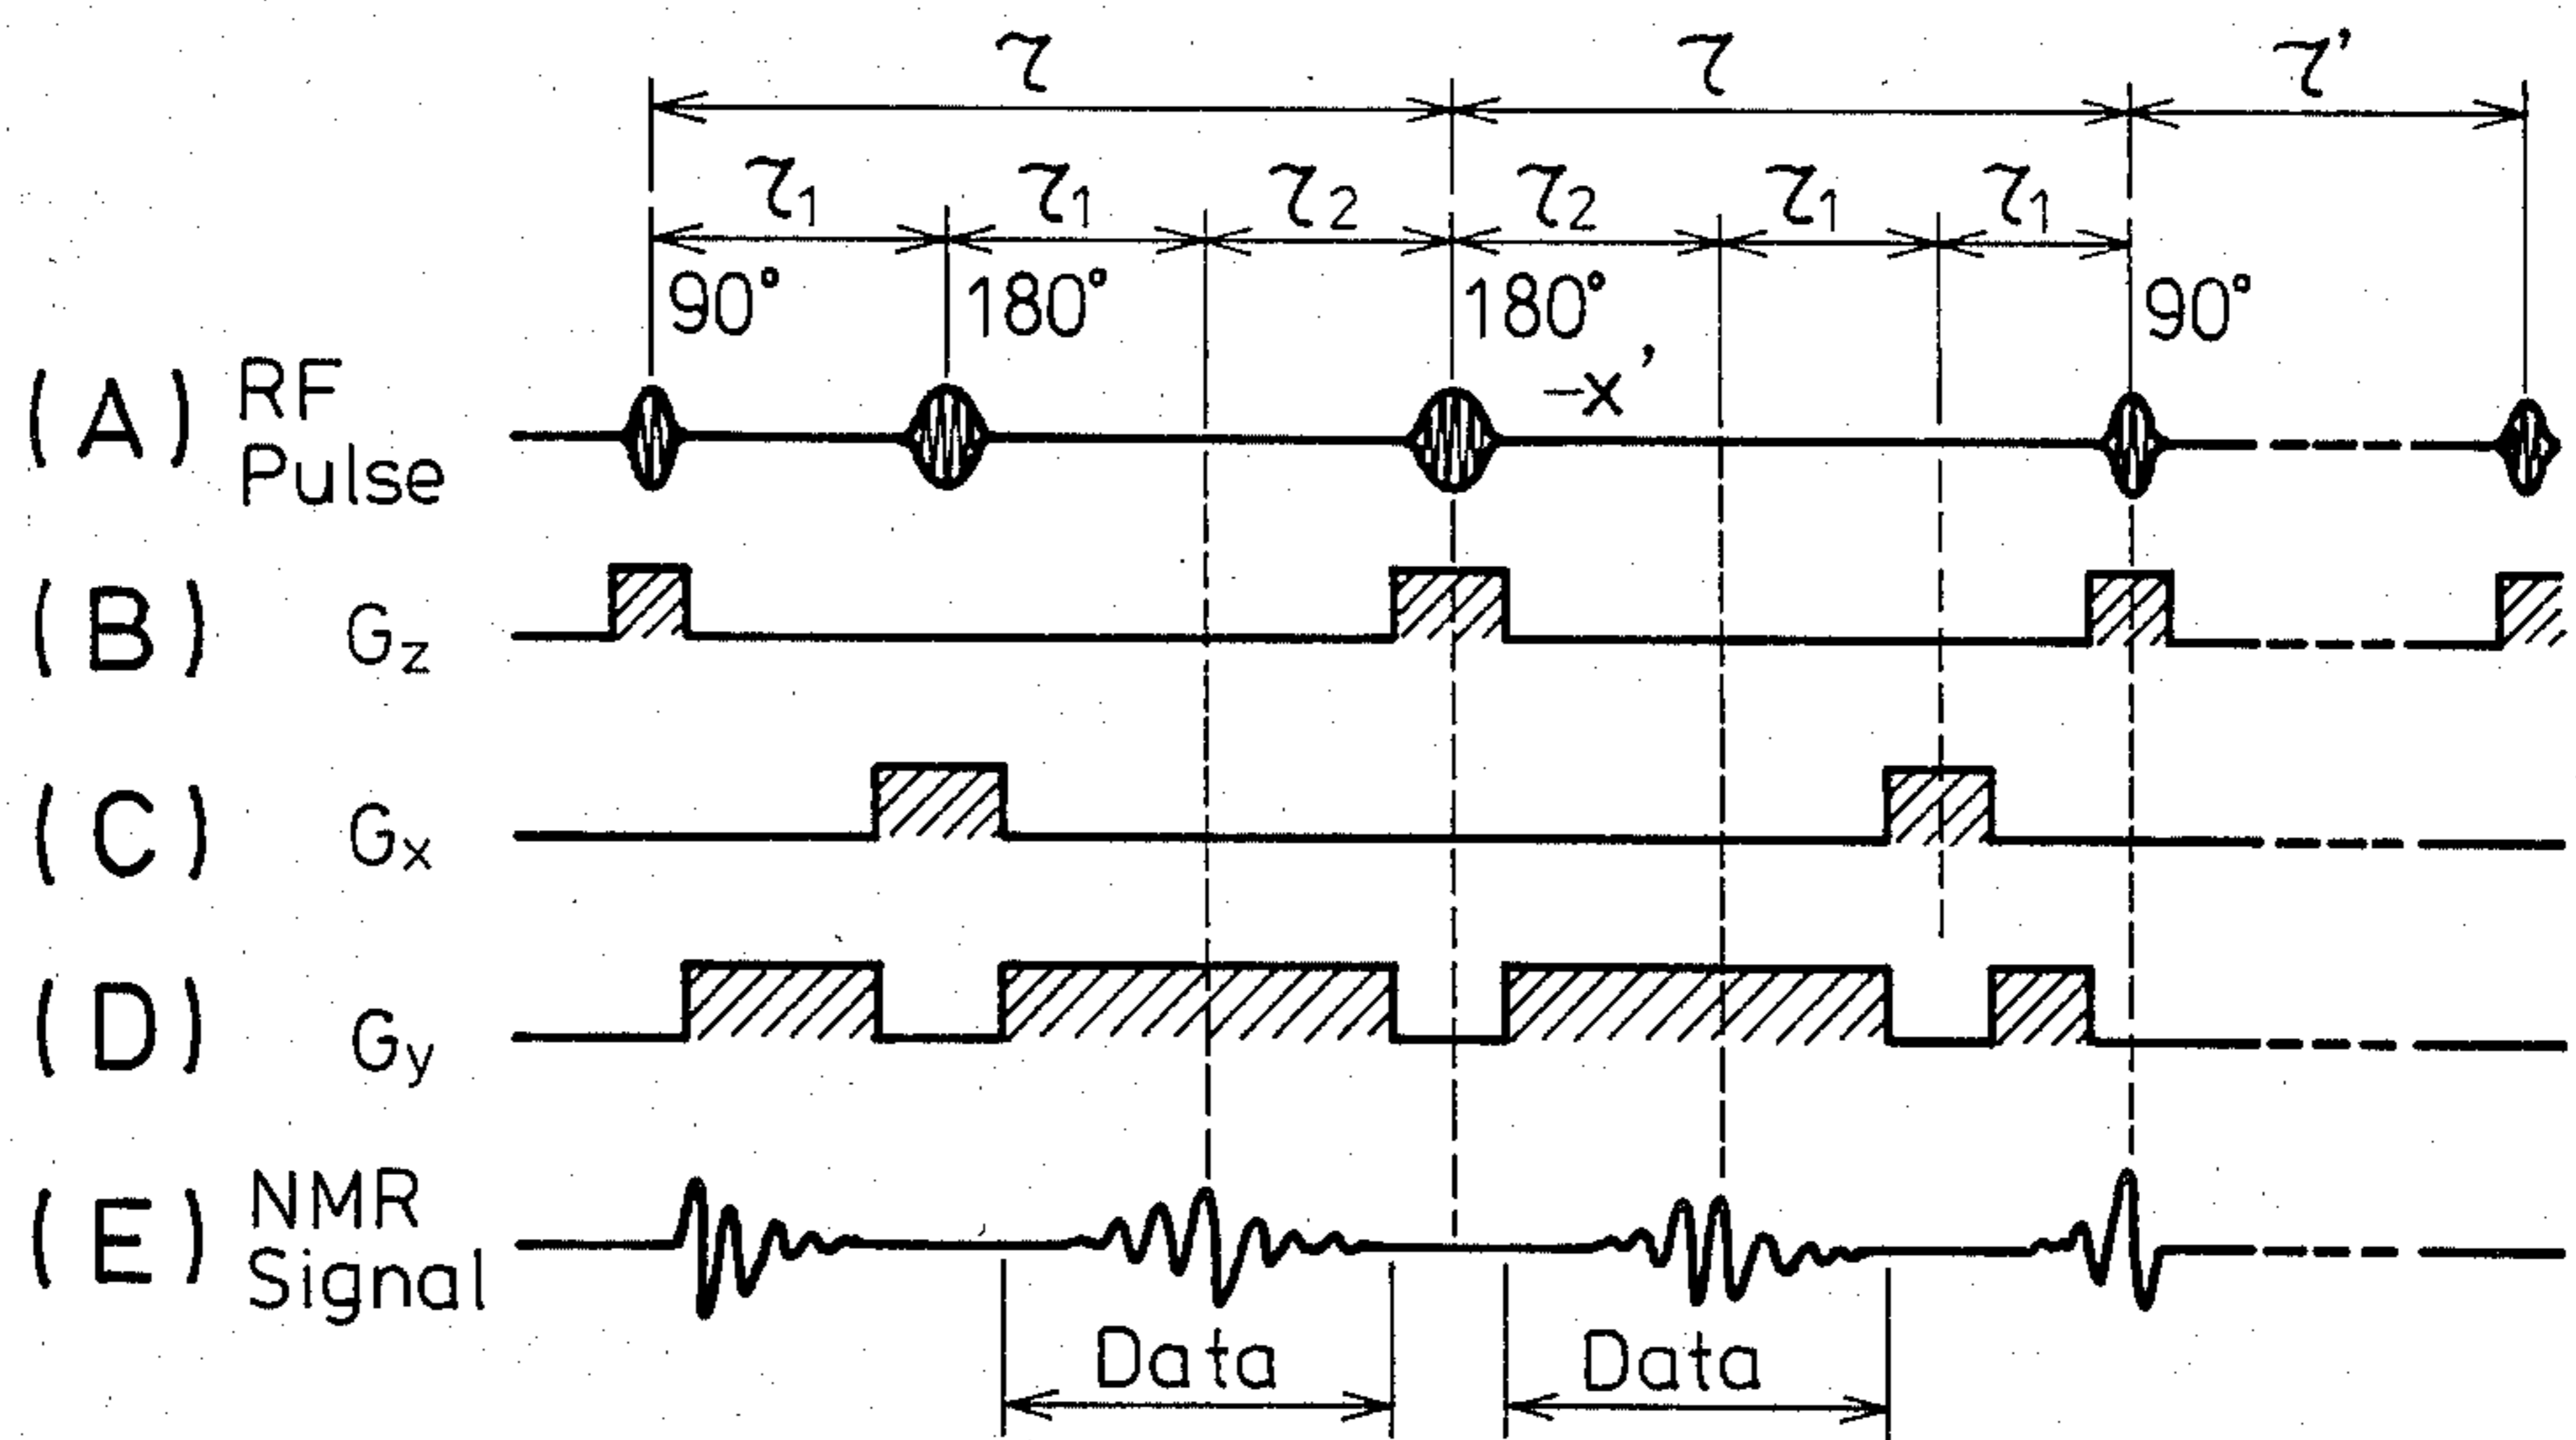 τ τ τ'
τ1 τ1 τ2 τ2 τ1 τ1
90° 180° 180° 90°
-x'
(A) RF Pulse
(B) Gz
(C) Gx
(D) Gy
(E) NMR Signal
Data Data